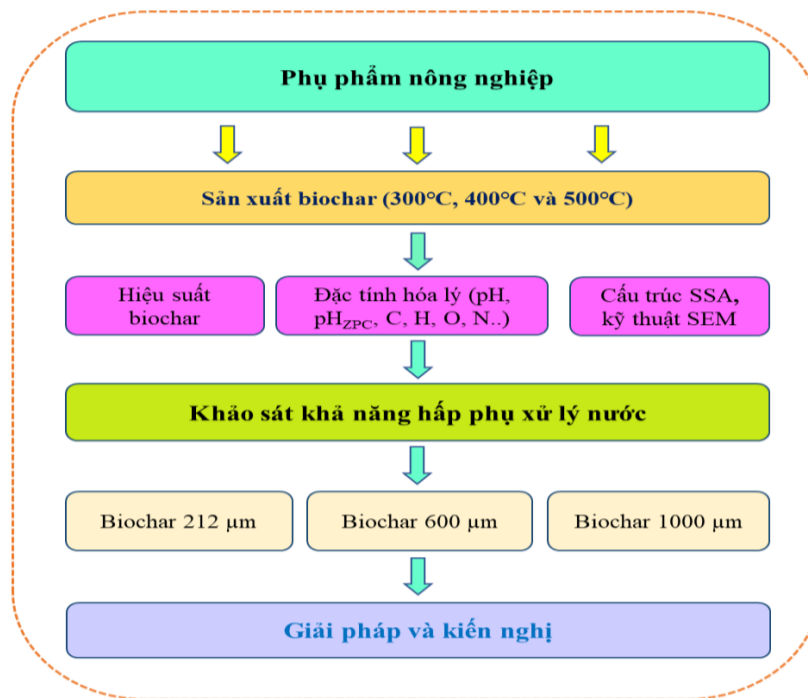 Phụ phẩm nông nghiệp
Sản xuất biochar (300°C, 400°C và 500°C)
Hiệu suất
biochar
Đặc tính hóa lý (pH,
pH_ZPC, C, H, O, N..)
Cấu trúc SSA,
kỹ thuật SEM
Khảo sát khả năng hấp phụ xử lý nước
Biochar 212 µm
Biochar 600 µm
Biochar 1000 µm
Giải pháp và kiến nghị